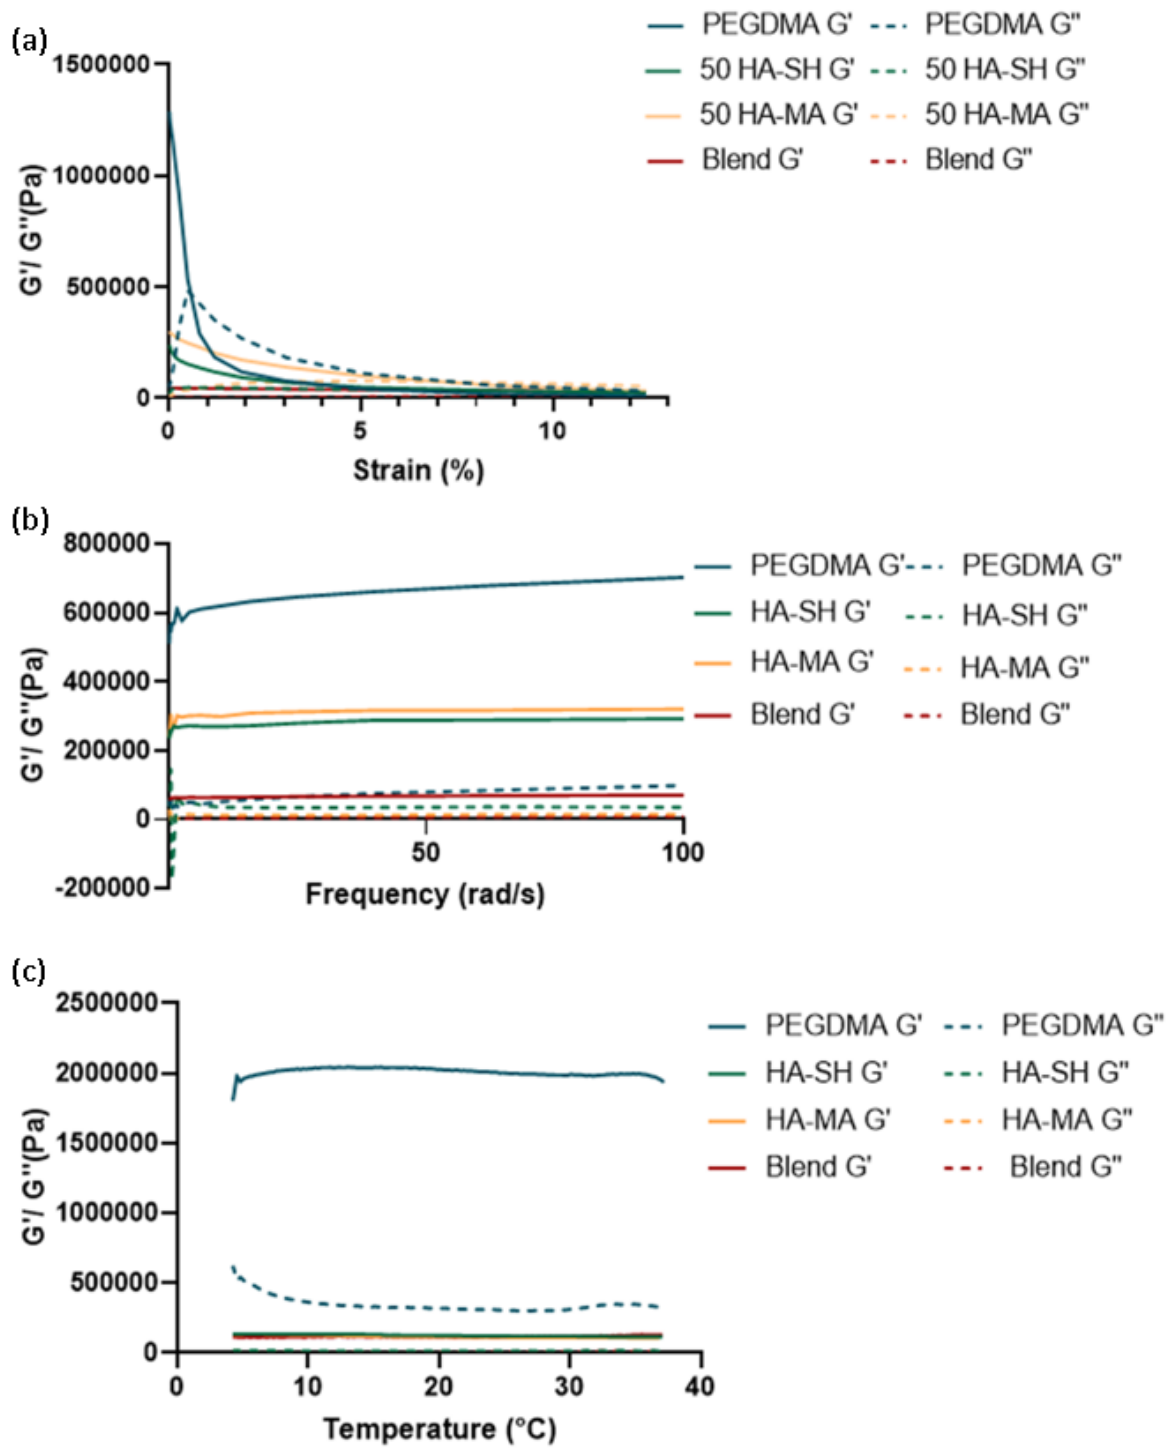 (a)
PEGDMA G' PEGDMA G"
50 HA-SH G' 50 HA-SH G"
50 HA-MA G' 50 HA-MA G"
Blend G' Blend G"
1500000
1000000
500000
0
G'/ G"(Pa)
0 5 10
Strain (%)
(b)
PEGDMA G' PEGDMA G"
HA-SH G' HA-SH G"
HA-MA G' HA-MA G"
Blend G' Blend G"
800000
600000
400000
200000
0
-200000
G'/ G"(Pa)
50 100
Frequency (rad/s)
(c)
PEGDMA G' PEGDMA G"
HA-SH G' HA-SH G"
HA-MA G' HA-MA G"
Blend G' Blend G"
2500000
2000000
1500000
1000000
500000
0
G'/ G"(Pa)
0 10 20 30 40
Temperature (°C)